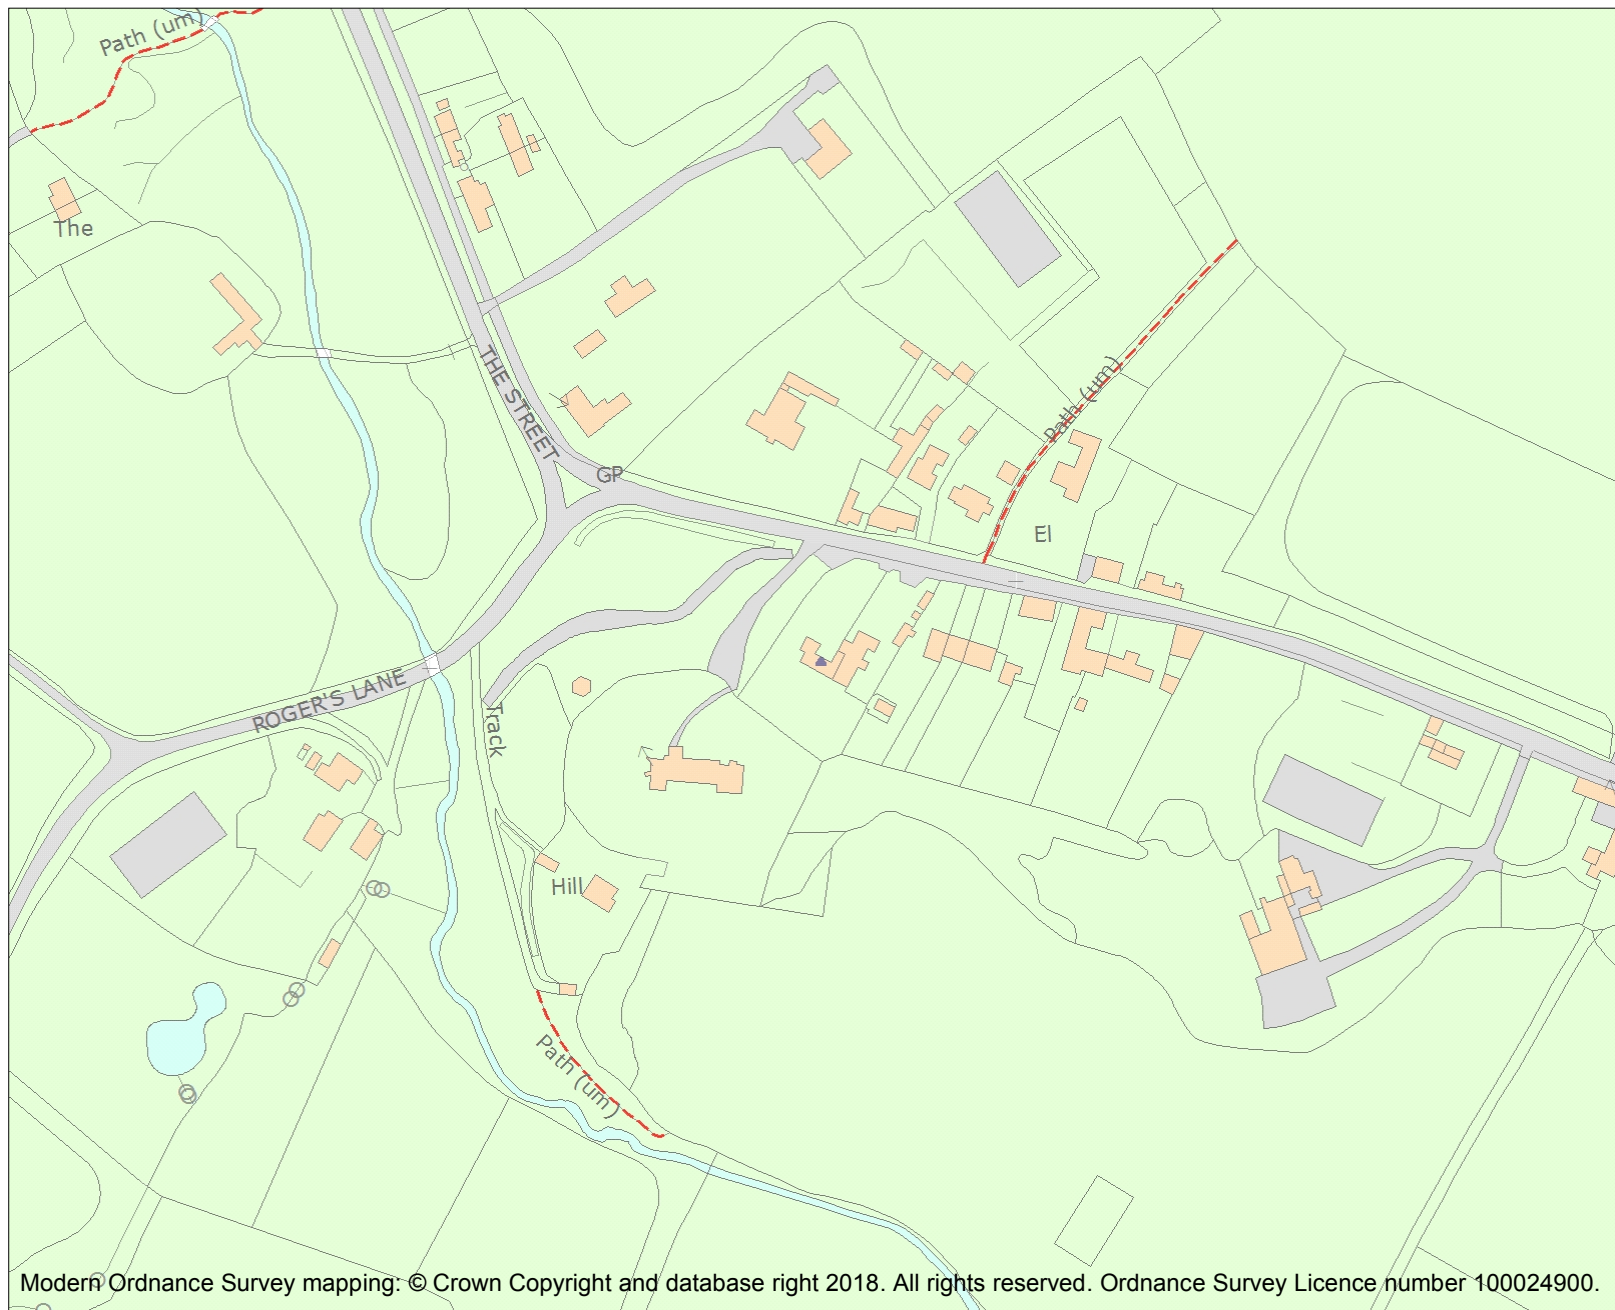 Path (um)
The
THE STREET
GP
Path (um)
El
ROGER'S LANE
Track
Hill
Path (um)
Modern Ordnance Survey mapping: © Crown Copyright and database right 2018. All rights reserved. Ordnance Survey Licence number 100024900.